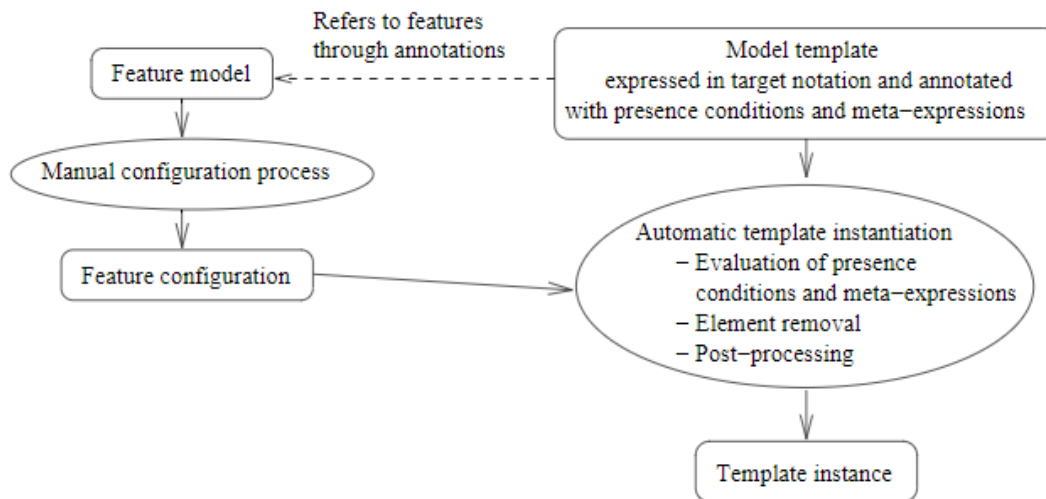 Refers to features
through annotations
Feature model
Model template
expressed in target notation and annotated
with presence conditions and meta−expressions
Manual configuration process
Feature configuration
Automatic template instantiation
− Evaluation of presence
conditions and meta−expressions
− Element removal
− Post−processing
Template instance